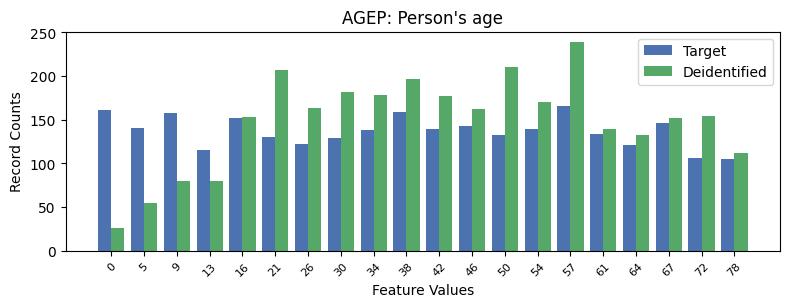 AGEP: Person's age
Target
Deidentified
Record Counts
250
200
150
100
50
0
0 5 9 13 16 21 26 30 34 38 42 46 50 54 57 61 64 67 72 78
Feature Values